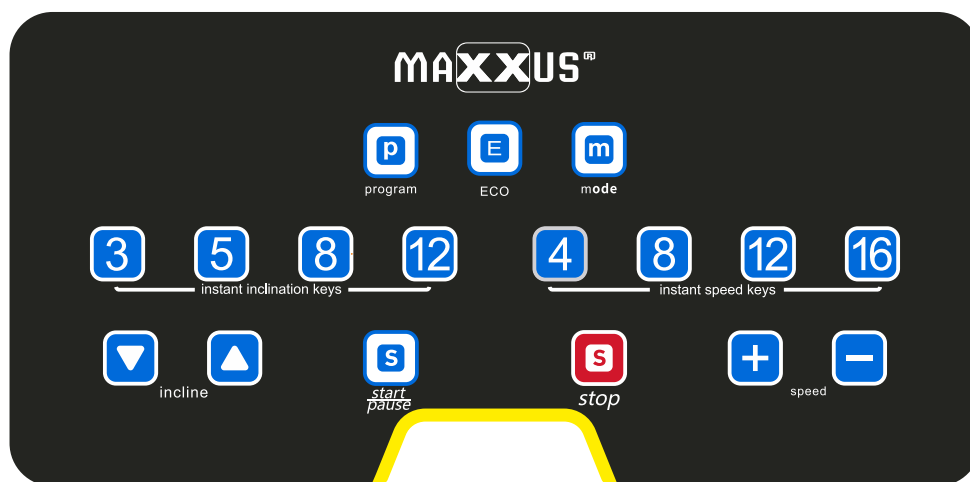 MAXXUS®
p E m
program ECO mode
3 5 8 12 4 8 12 16
instant inclination keys instant speed keys
S S + −
incline start
pause stop speed